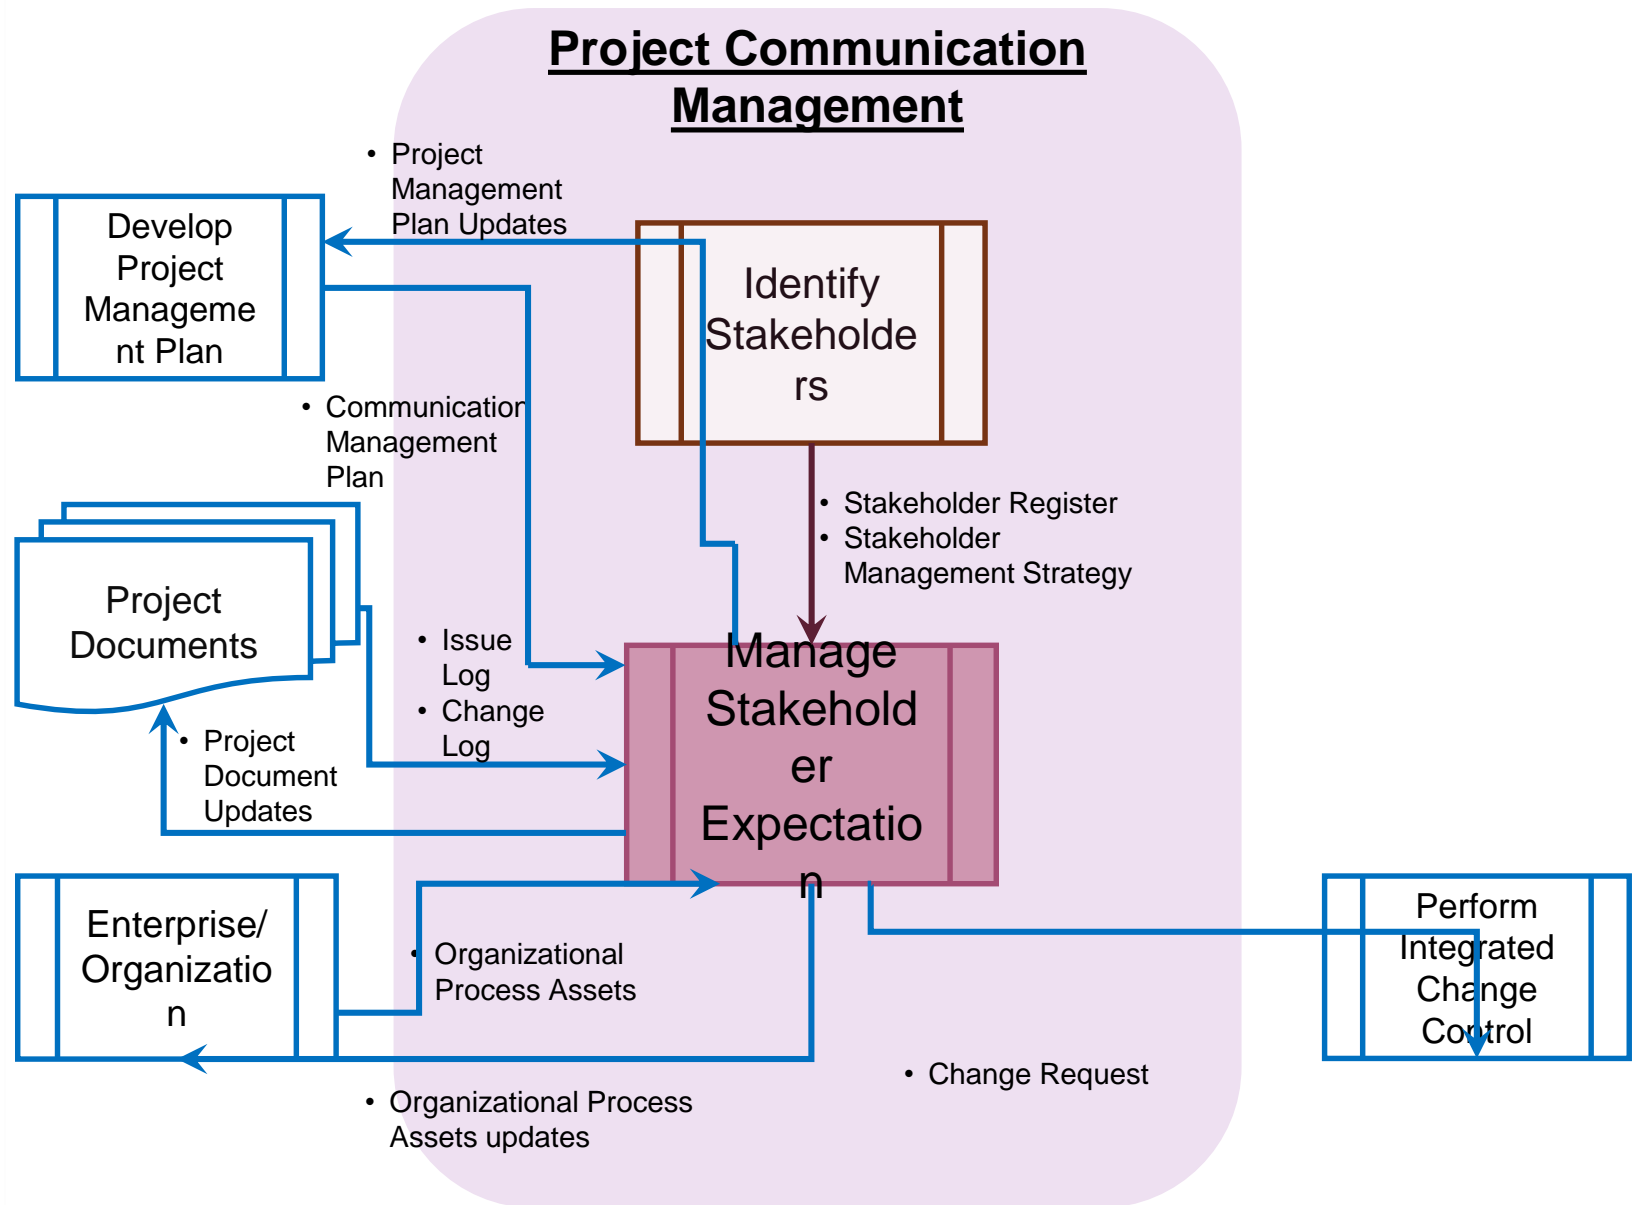 Project Communication
Management
• Project
Management
Plan Updates
Develop
Project
Manageme
nt Plan
Identify
Stakeholde
rs
• Communication
Management
Plan
• Stakeholder Register
• Stakeholder
Management Strategy
Project
Documents
• Issue
Log
• Change
Log
Manage
Stakehold
er
Expectatio
n
• Project
Document
Updates
Enterprise/
Organizatio
n
• Organizational
Process Assets
Perform
Integrated
Change
Control
• Change Request
• Organizational Process
Assets updates